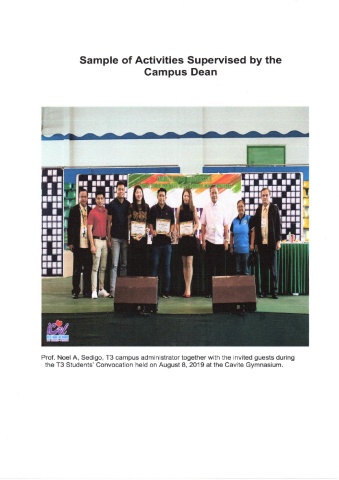 Sample of Activities Supervised by the
Campus Dean
Prof. Noel A, Sedigo, T3 campus administrator together with the invited guests during
the T3 Students' Convocation held on August 8, 2019 at the Cavite Gymnasium.